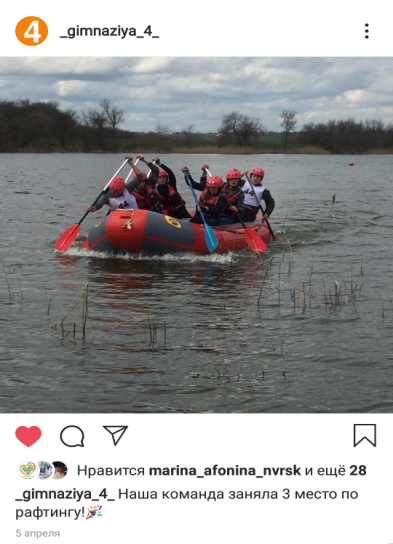 4 _gimnaziya_4_
Нравится marina_afonina_nvrsk и ещё 28
_gimnaziya_4_ Наша команда заняла 3 место по
рафтингу!🎉
5 апреля